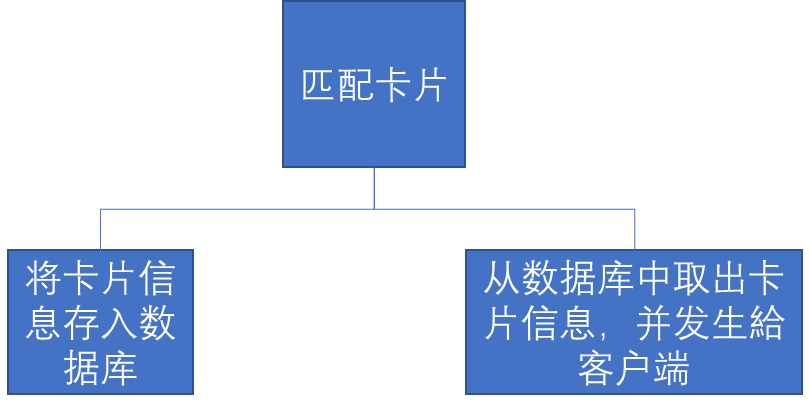 匹配卡片
将卡片信
息存入数
据库
从数据库中取出卡
片信息，并发生給
客户端